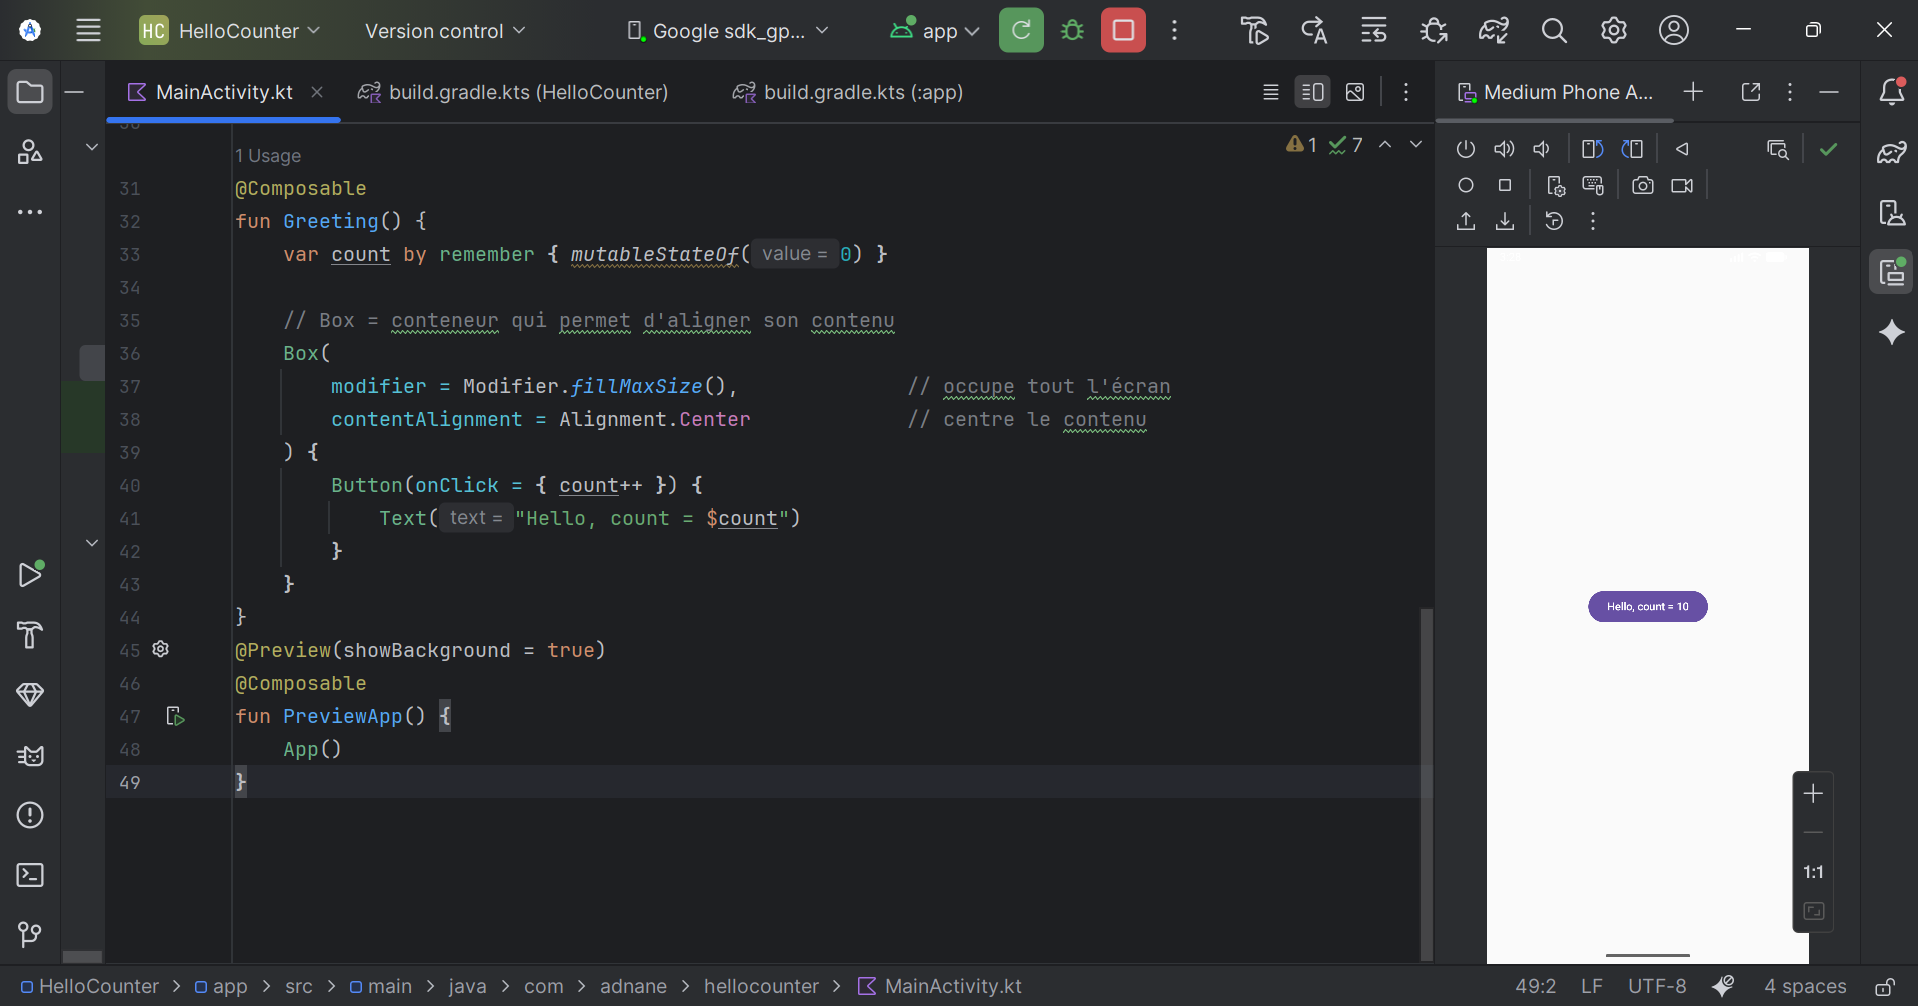 HC HelloCounter Version control Google sdk_gp... app
MainActivity.kt build.gradle.kts (HelloCounter) build.gradle.kts (:app) Medium Phone A...
1 7
1 Usage
31 @Composable
32 fun Greeting() {
33 var count by remember { mutableStateOf( value = 0) }
34
35 // Box = conteneur qui permet d'aligner son contenu
36 Box(
37 modifier = Modifier.fillMaxSize(), // occupe tout l'écran
38 contentAlignment = Alignment.Center // centre le contenu
39 ) {
40 Button(onClick = { count++ }) {
41 Text( text = "Hello, count = $count")
42 }
43 }
44 }
45 @Preview(showBackground = true)
46 @Composable
47 fun PreviewApp() {
48 App()
49 }
Hello, count = 10
1:1
HelloCounter > app > src > main > java > com > adnane > hellocounter > MainActivity.kt 49:2 LF UTF-8 4 spaces